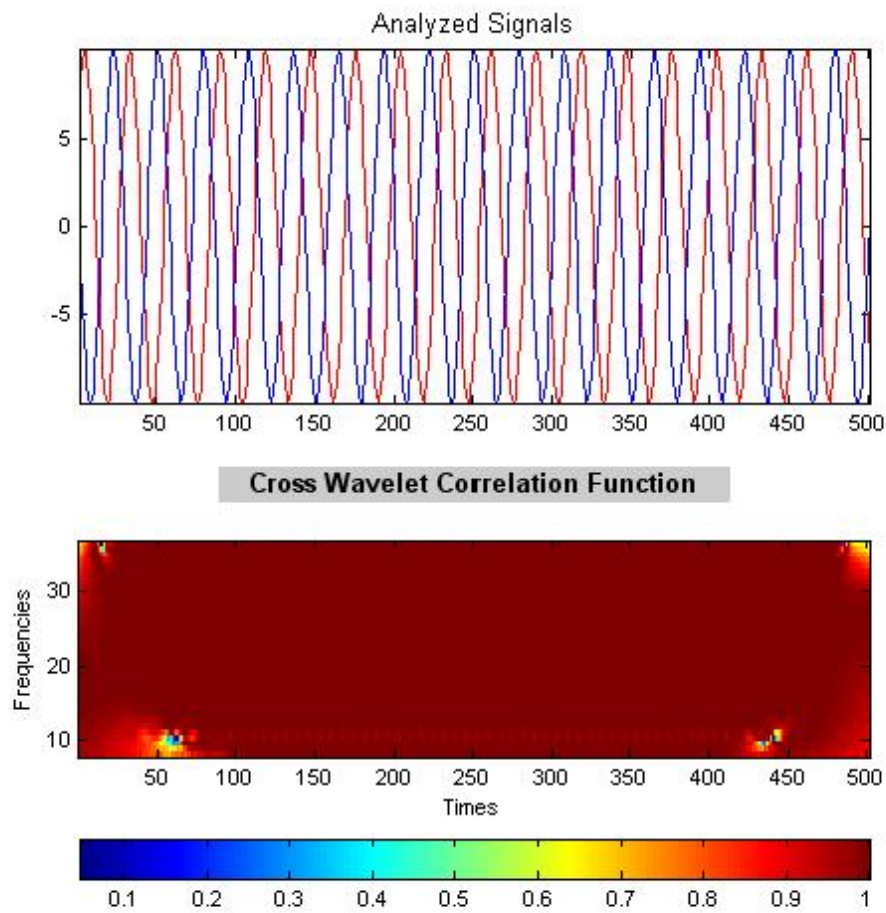 Analyzed Signals
5
0
-5
50 100 150 200 250 300 350 400 450 500
Cross Wavelet Correlation Function
Frequencies
30
20
10
50 100 150 200 250 300 350 400 450 500
Times
0.1 0.2 0.3 0.4 0.5 0.6 0.7 0.8 0.9 1